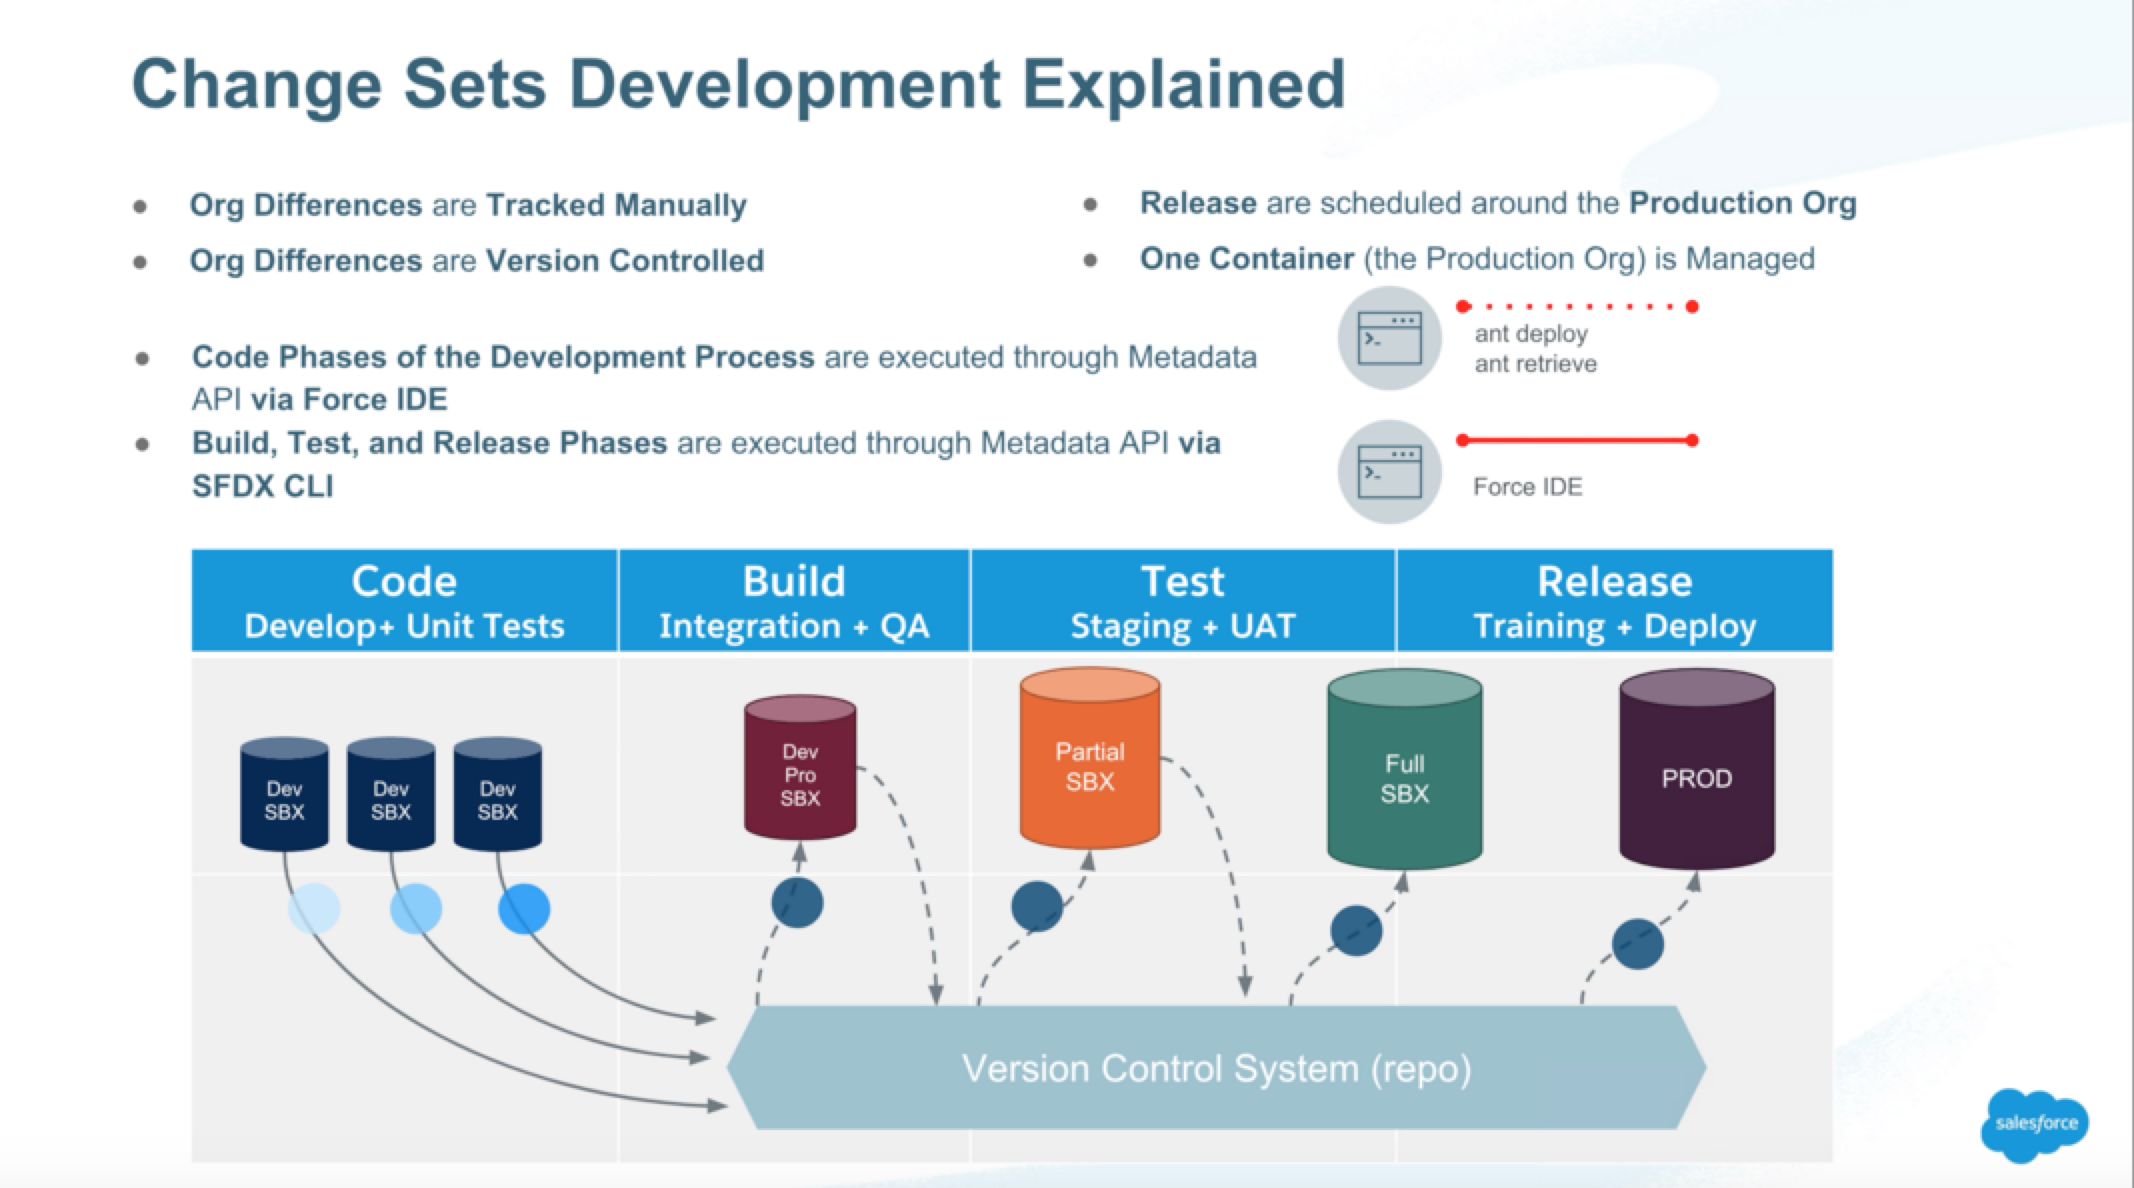 Change Sets Development Explained
Org Differences are Tracked Manually
Org Differences are Version Controlled
Release are scheduled around the Production Org
One Container (the Production Org) is Managed
Code Phases of the Development Process are executed through Metadata
API via Force IDE
Build, Test, and Release Phases are executed through Metadata API via
SFDX CLI
ant deploy
ant retrieve
Force IDE
Code
Develop+ Unit Tests
Build
Integration + QA
Test
Staging + UAT
Release
Training + Deploy
Dev
SBX
Dev
SBX
Dev
SBX
Dev
Pro
SBX
Partial
SBX
Full
SBX
PROD
Version Control System (repo)
salesforce